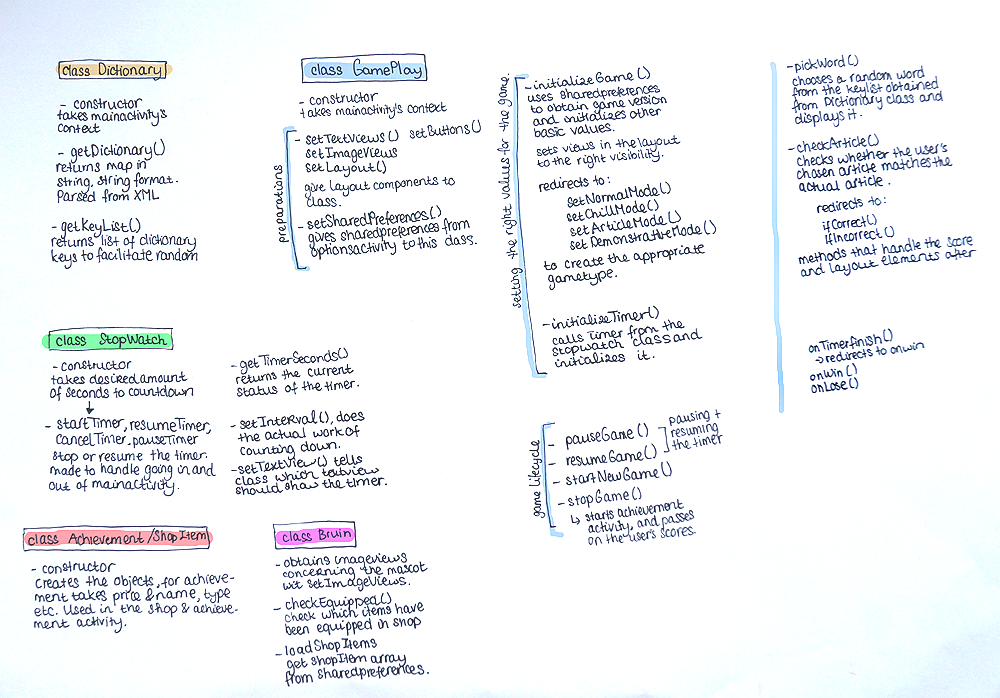 class Dictionary
- constructor
takes mainactivity's
context
- getDictionary()
returns map in
string, string format.
Parsed from XML
- getKeyList()
returns list of dictionary
keys to facilitate random
class GamePlay
- constructor
takes mainactivity's context
preparations
- setTextViews() setButtons()
setImageViews
setLayout()
give layout components to
class.
- setSharedPreferences()
gives sharedpreferences from
optionsactivity to this class.
setting the right values for the game
- initializeGame()
uses sharedpreferences
to obtain game version
and initializes other
basic values.
sets views in the layout
to the right visibility.
redirects to:
setNormalMode()
setChillMode()
setArticleMode()
setDemonstrativeMode()
to create the appropriate
gametype.
- initializeTimer()
calls Timer from the
stopwatch class and
initializes it.
- pickWord()
chooses a random word
from the keylist obtained
from Dictionary class and
displays it.
- checkArticle()
Checks whether the user's
chosen article matches the
actual article.
redirects to:
ifCorrect()
ifIncorrect()
methods that handle the score
and layout elements after
onTimerfinish()
→ redirects to onwin
onWin()
onLose()
game lifecycle
- pauseGame()
- resumeGame()
pausing +
resuming
the timer
- startNewGame()
- stopGame()
↳ starts achievement
activity, and passes
on the user's scores.
class StopWatch
- constructor
takes desired amount
of seconds to countdown
↓
- startTimer, resumeTimer,
cancelTimer, pauseTimer
stop or resume the timer.
made to handle going in and
out of mainactivity.
- getTimerSeconds()
returns the current
status of the timer.
- setInterval(), does
the actual work of
counting down.
- setTextView() tells
class which textview
should show the timer.
class Achievement/ShopItem
- constructor
creates the objects, for achieve-
ment takes price & name, type
etc. Used in the shop & achieve-
ment activity.
class Bruin
- obtains imageviews
concerning the mascot
wit setImageViews.
- checkEquipped()
check which items have
been equipped in shop
- loadShopItems
get shopItem array
from sharedpreferences.